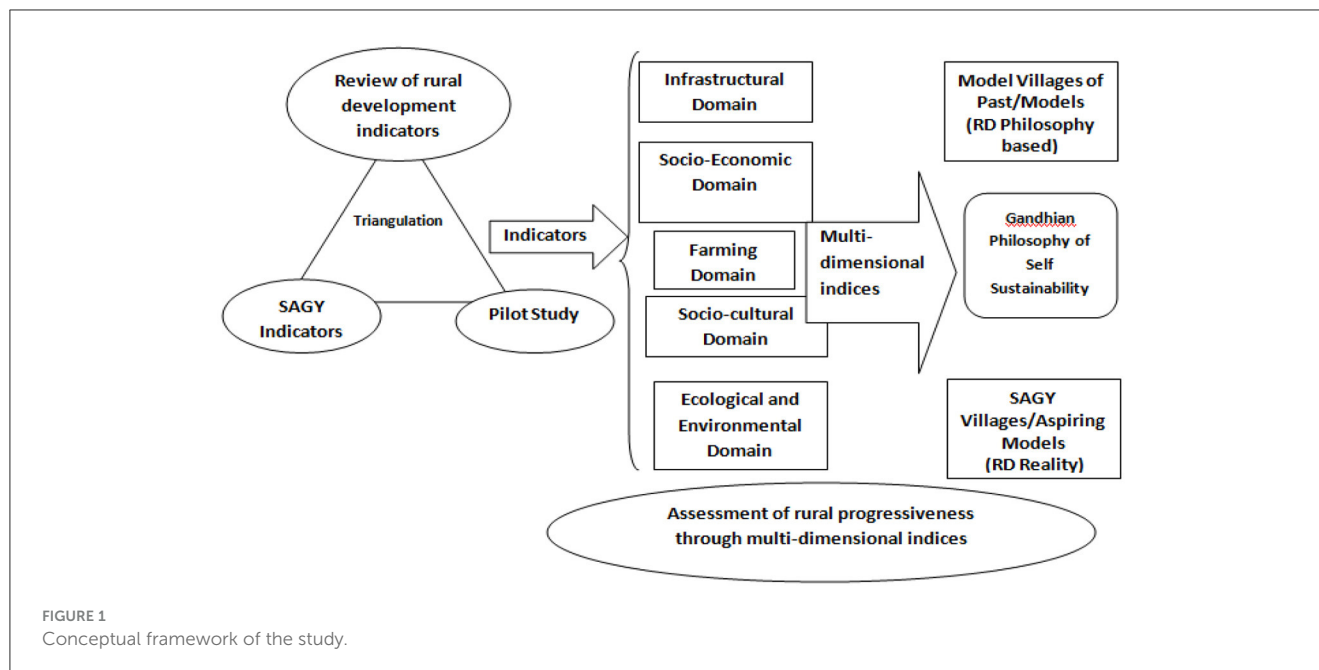 Review of rural
development
indicators
Triangulation
SAGY
Indicators
Pilot Study
Indicators
Infrastructural
Domain
Socio-Economic
Domain
Farming
Domain
Socio-cultural
Domain
Ecological and
Environmental
Domain
Multi-
dimensional
indices
Model Villages of
Past/Models
(RD Philosophy
based)
Gandhian
Philosophy of
Self
Sustainability
SAGY
Villages/Aspiring
Models
(RD Reality)
Assessment of rural progressiveness
through multi-dimensional indices
FIGURE 1
Conceptual framework of the study.